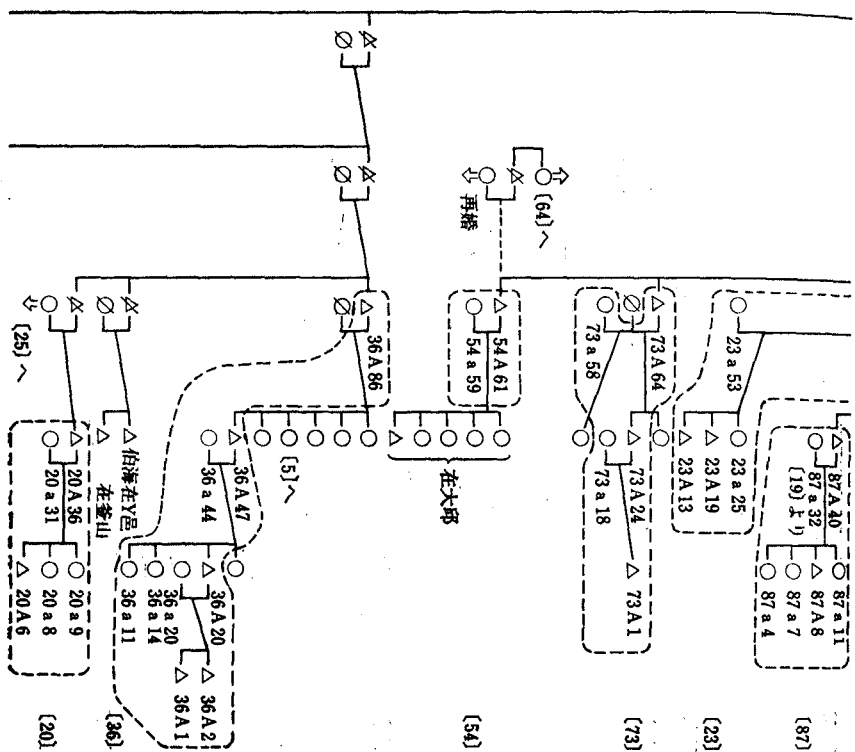 〔64〕へ
再婚
〔25〕へ
36A86
54A61
54a59
73A64
73a58
23a53
87A40
87a32
〔19〕より
23a25
23A19
23A13
73A24
73a18
在大邱
〔5〕へ
36A47
36a44
伯海在Y邑
在釜山
20A36
20a31
87a11
87A8
87a7
87a4
73A1
36A20
36a20
36a14
36a11
20a9
20a8
20A6
36A2
36A1
〔87〕
〔23〕
〔73〕
〔54〕
〔36〕
〔20〕